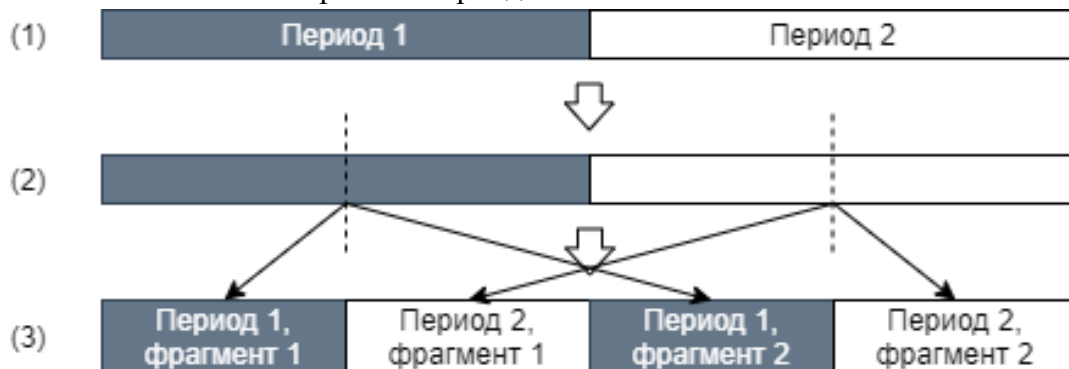 (1)
Период 1
Период 2
(2)
(3)
Период 1,
фрагмент 1
Период 2,
фрагмент 1
Период 1,
фрагмент 2
Период 2,
фрагмент 2